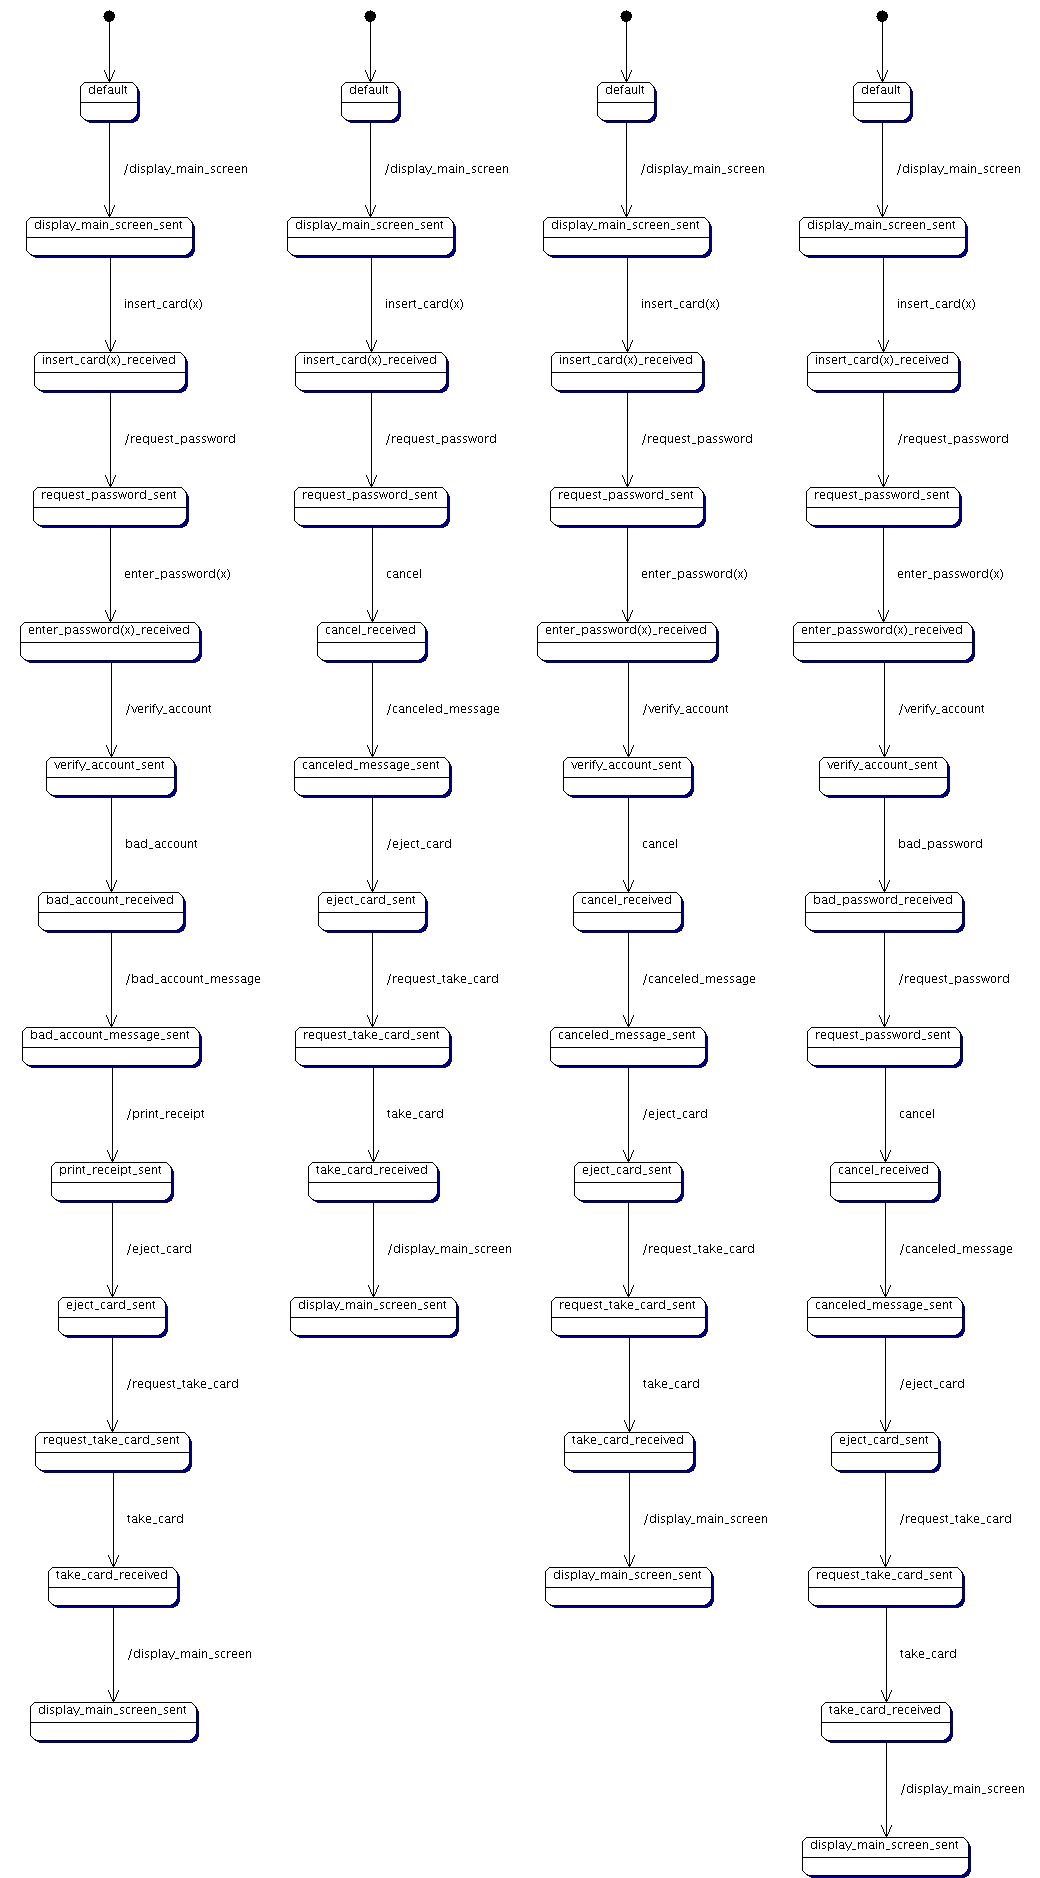 default
/display_main_screen
display_main_screen_sent
insert_card(x)
insert_card(x)_received
/request_password
request_password_sent
enter_password(x)
enter_password(x)_received
/verify_account
verify_account_sent
bad_account
bad_account_received
/bad_account_message
bad_account_message_sent
/print_receipt
print_receipt_sent
/eject_card
eject_card_sent
/request_take_card
request_take_card_sent
take_card
take_card_received
/display_main_screen
display_main_screen_sent
default
/display_main_screen
display_main_screen_sent
insert_card(x)
insert_card(x)_received
/request_password
request_password_sent
cancel
cancel_received
/canceled_message
canceled_message_sent
/eject_card
eject_card_sent
/request_take_card
request_take_card_sent
take_card
take_card_received
/display_main_screen
display_main_screen_sent
default
/display_main_screen
display_main_screen_sent
insert_card(x)
insert_card(x)_received
/request_password
request_password_sent
enter_password(x)
enter_password(x)_received
/verify_account
verify_account_sent
cancel
cancel_received
/canceled_message
canceled_message_sent
/eject_card
eject_card_sent
/request_take_card
request_take_card_sent
take_card
take_card_received
/display_main_screen
display_main_screen_sent
default
/display_main_screen
display_main_screen_sent
insert_card(x)
insert_card(x)_received
/request_password
request_password_sent
enter_password(x)
enter_password(x)_received
/verify_account
verify_account_sent
bad_password
bad_password_received
/request_password
request_password_sent
cancel
cancel_received
/canceled_message
canceled_message_sent
/eject_card
eject_card_sent
/request_take_card
request_take_card_sent
take_card
take_card_received
/display_main_screen
display_main_screen_sent